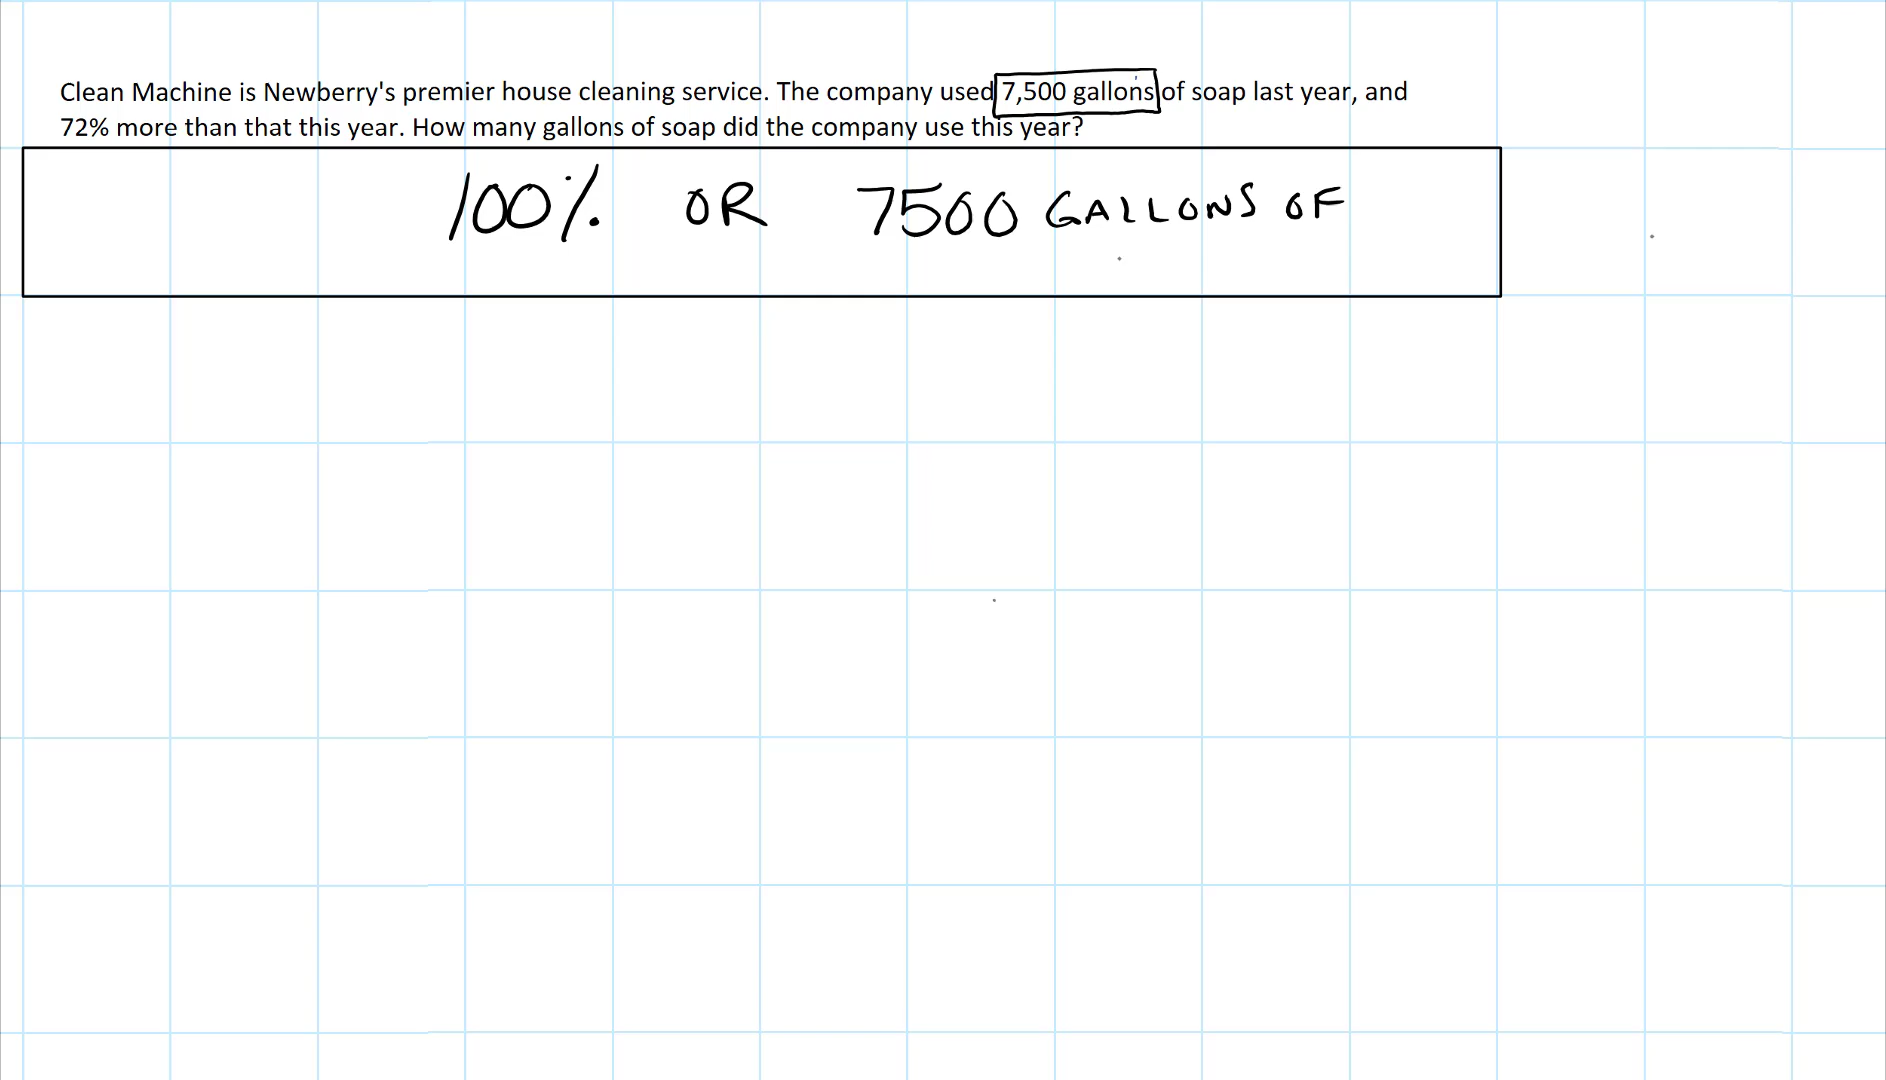 Clean Machine is Newberry's premier house cleaning service. The company used 7,500 gallons of soap last year, and
72% more than that this year. How many gallons of soap did the company use this year?
100% OR 7500 GALLONS OF